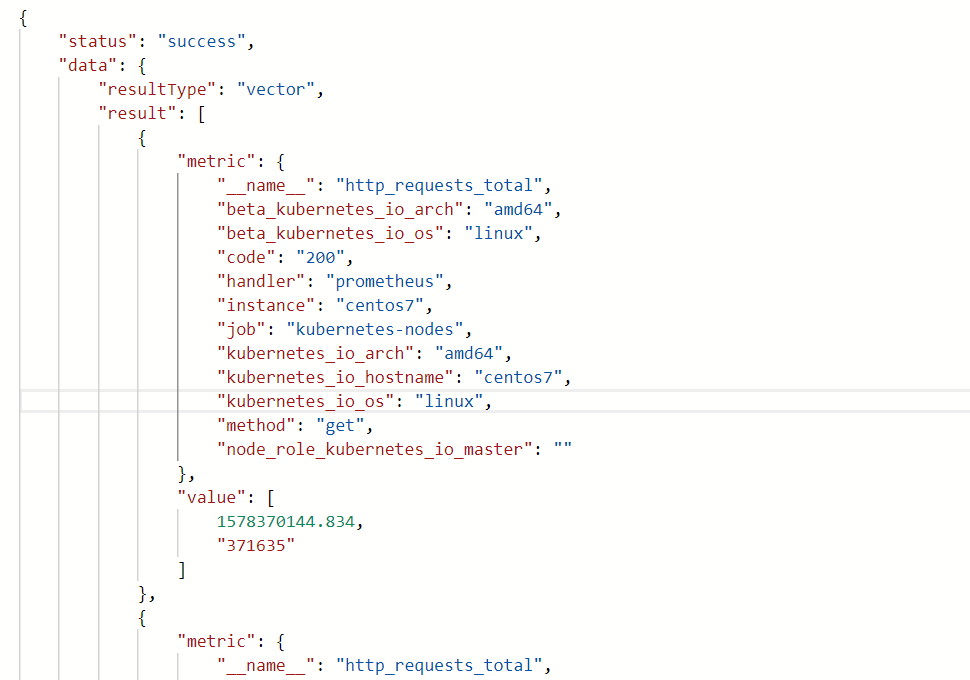 {
    "status": "success",
    "data": {
        "resultType": "vector",
        "result": [
            {
                "metric": {
                    "__name__": "http_requests_total",
                    "beta_kubernetes_io_arch": "amd64",
                    "beta_kubernetes_io_os": "linux",
                    "code": "200",
                    "handler": "prometheus",
                    "instance": "centos7",
                    "job": "kubernetes-nodes",
                    "kubernetes_io_arch": "amd64",
                    "kubernetes_io_hostname": "centos7",
                    "kubernetes_io_os": "linux",
                    "method": "get",
                    "node_role_kubernetes_io_master": ""
                },
                "value": [
                    1578370144.834,
                    "371635"
                ]
            },
            {
                "metric": {
                    "__name__": "http_requests_total",